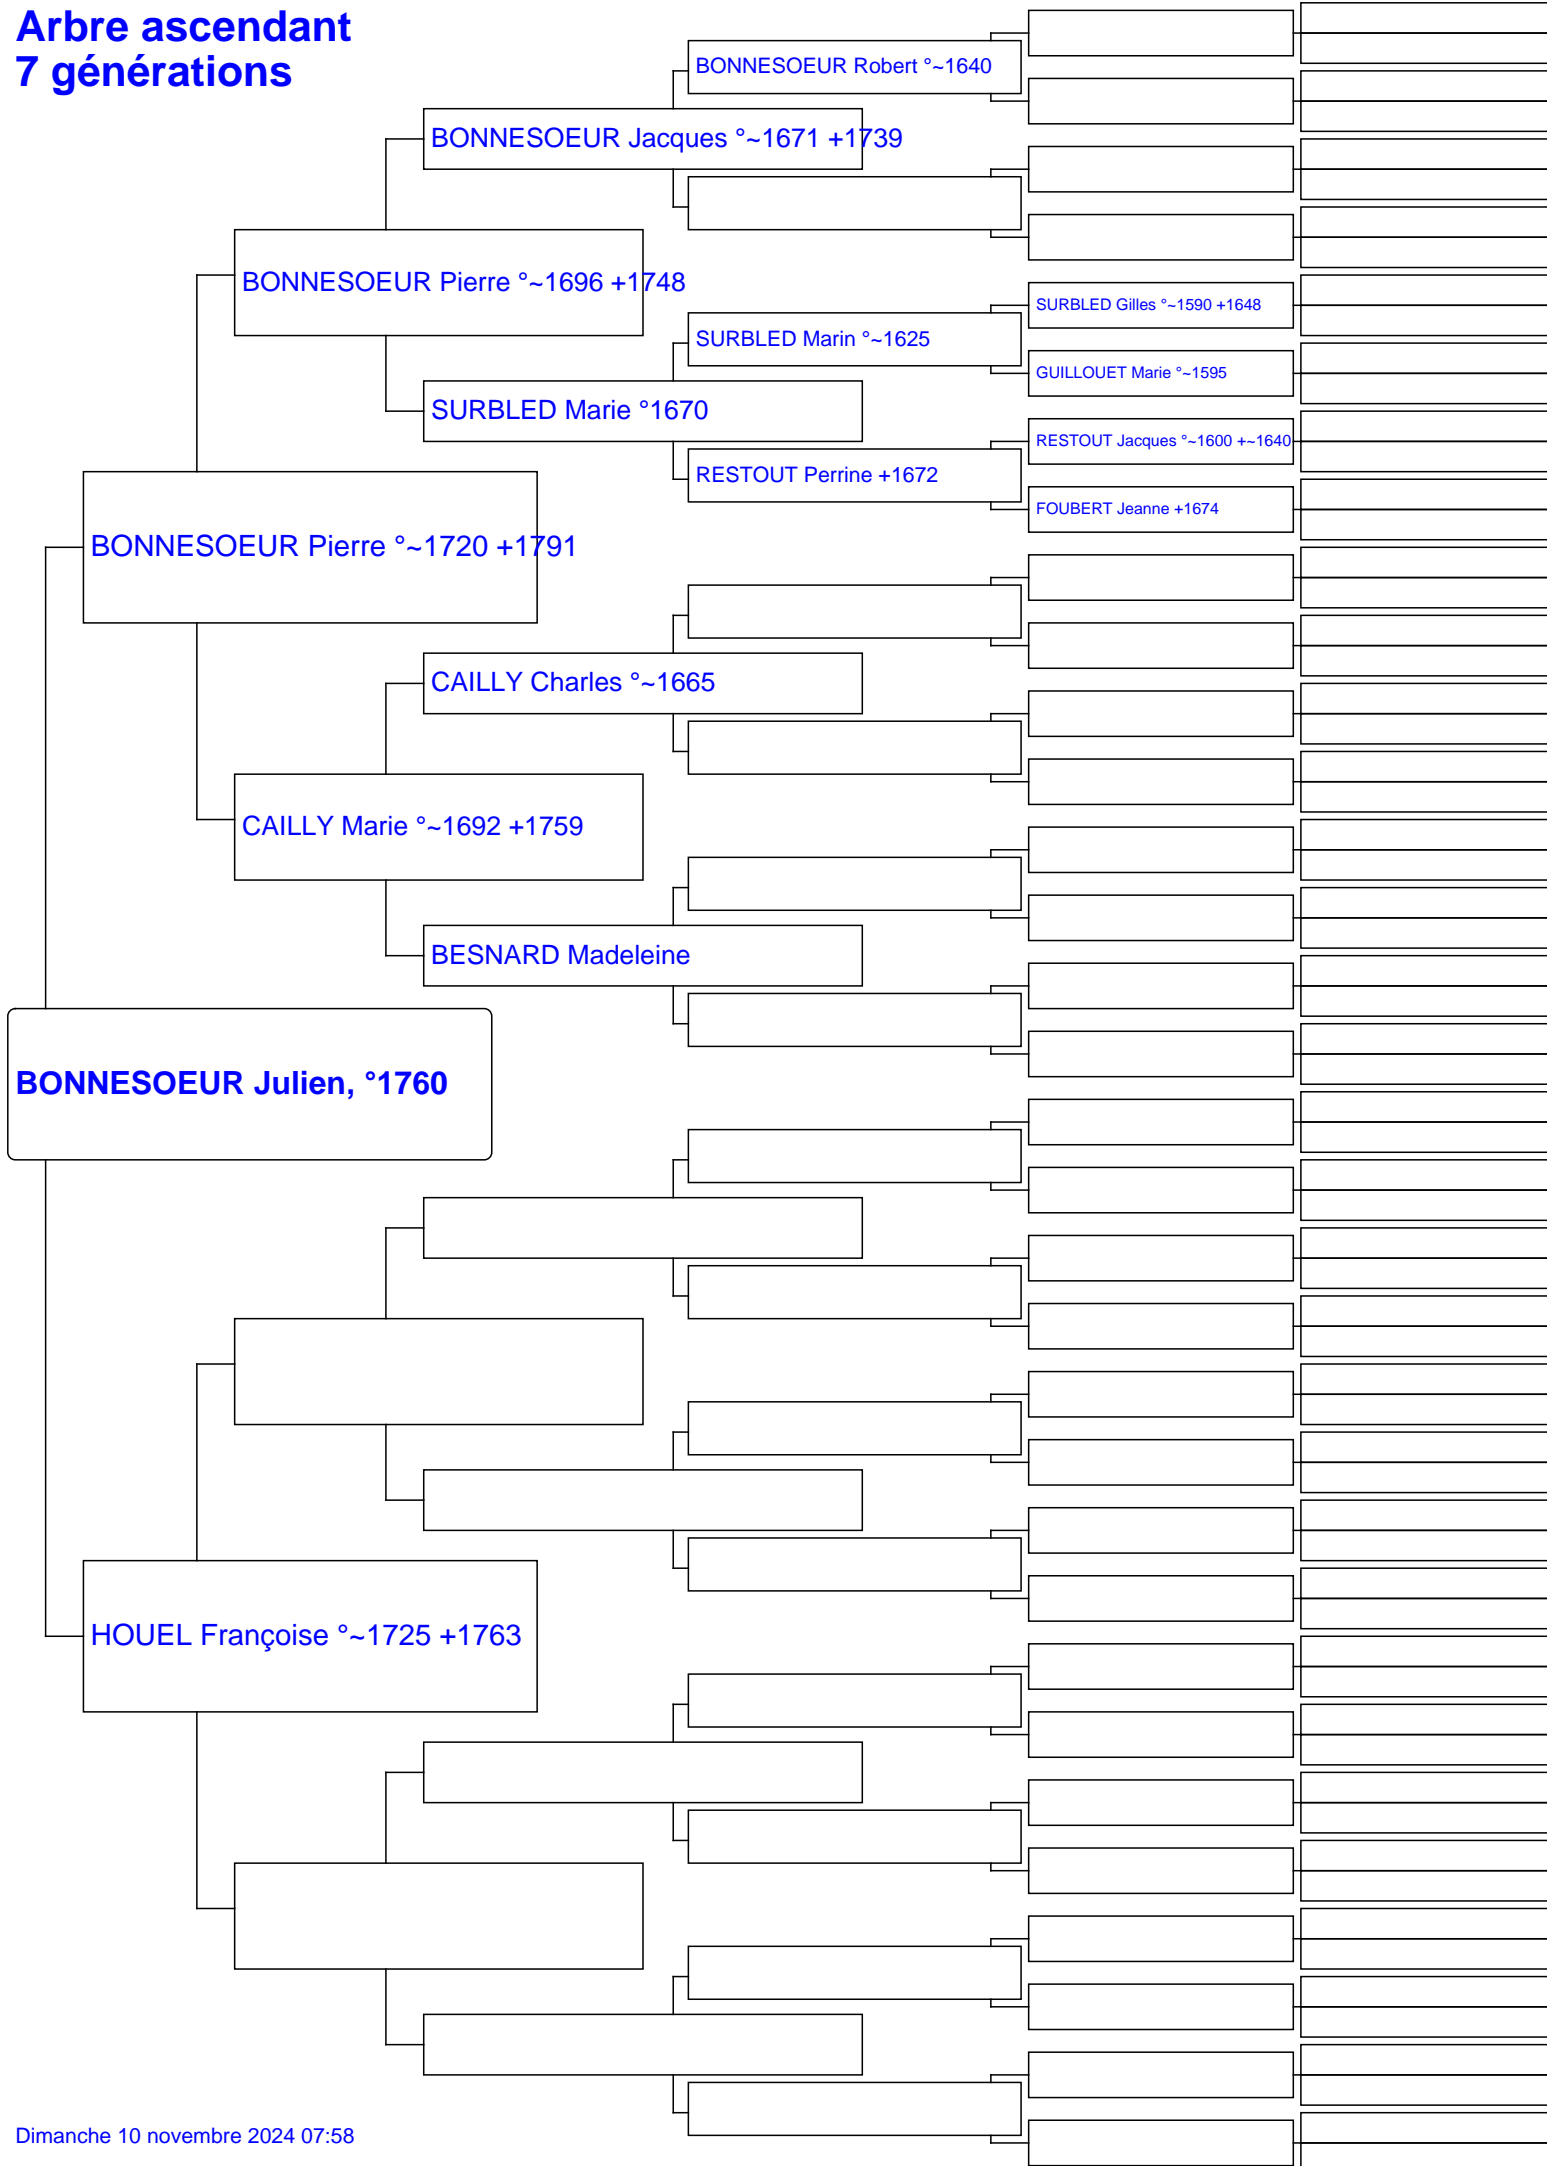 Arbre ascendant
7 générations
BONNESOEUR Robert °~1640
BONNESOEUR Jacques °~1671 +1739
BONNESOEUR Pierre °~1696 +1748
SURBLED Gilles °~1590 +1648
SURBLED Marin °~1625
GUILLOUET Marie °~1595
SURBLED Marie °1670
RESTOUT Jacques °~1600 +~1640
RESTOUT Perrine +1672
FOUBERT Jeanne +1674
BONNESOEUR Pierre °~1720 +1791
CAILLY Charles °~1665
CAILLY Marie °~1692 +1759
BESNARD Madeleine
BONNESOEUR Julien, °1760
HOUEL Françoise °~1725 +1763
Dimanche 10 novembre 2024 07:58